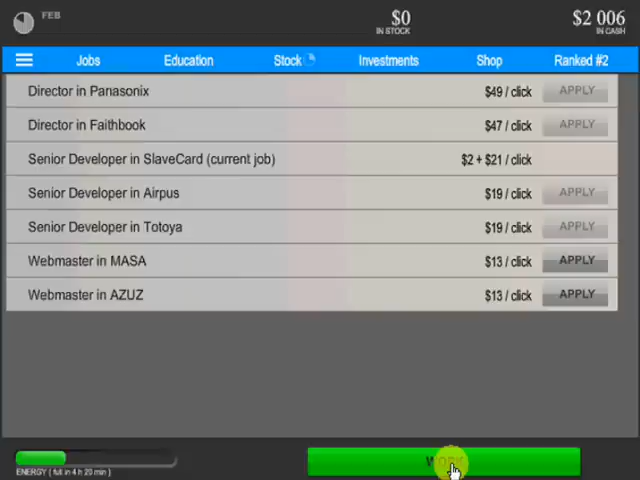 FEB
$0
IN STOCK
$2 006
IN CASH
Jobs Education Stock Investments Shop Ranked #2
Director in Panasonix $49 / click APPLY
Director in Faithbook $47 / click APPLY
Senior Developer in SlaveCard (current job) $2 + $21 / click
Senior Developer in Airpus $19 / click APPLY
Senior Developer in Totoya $19 / click APPLY
Webmaster in MASA $13 / click APPLY
Webmaster in AZUZ $13 / click APPLY
ENERGY ( full in 4 h 20 min )
WORK